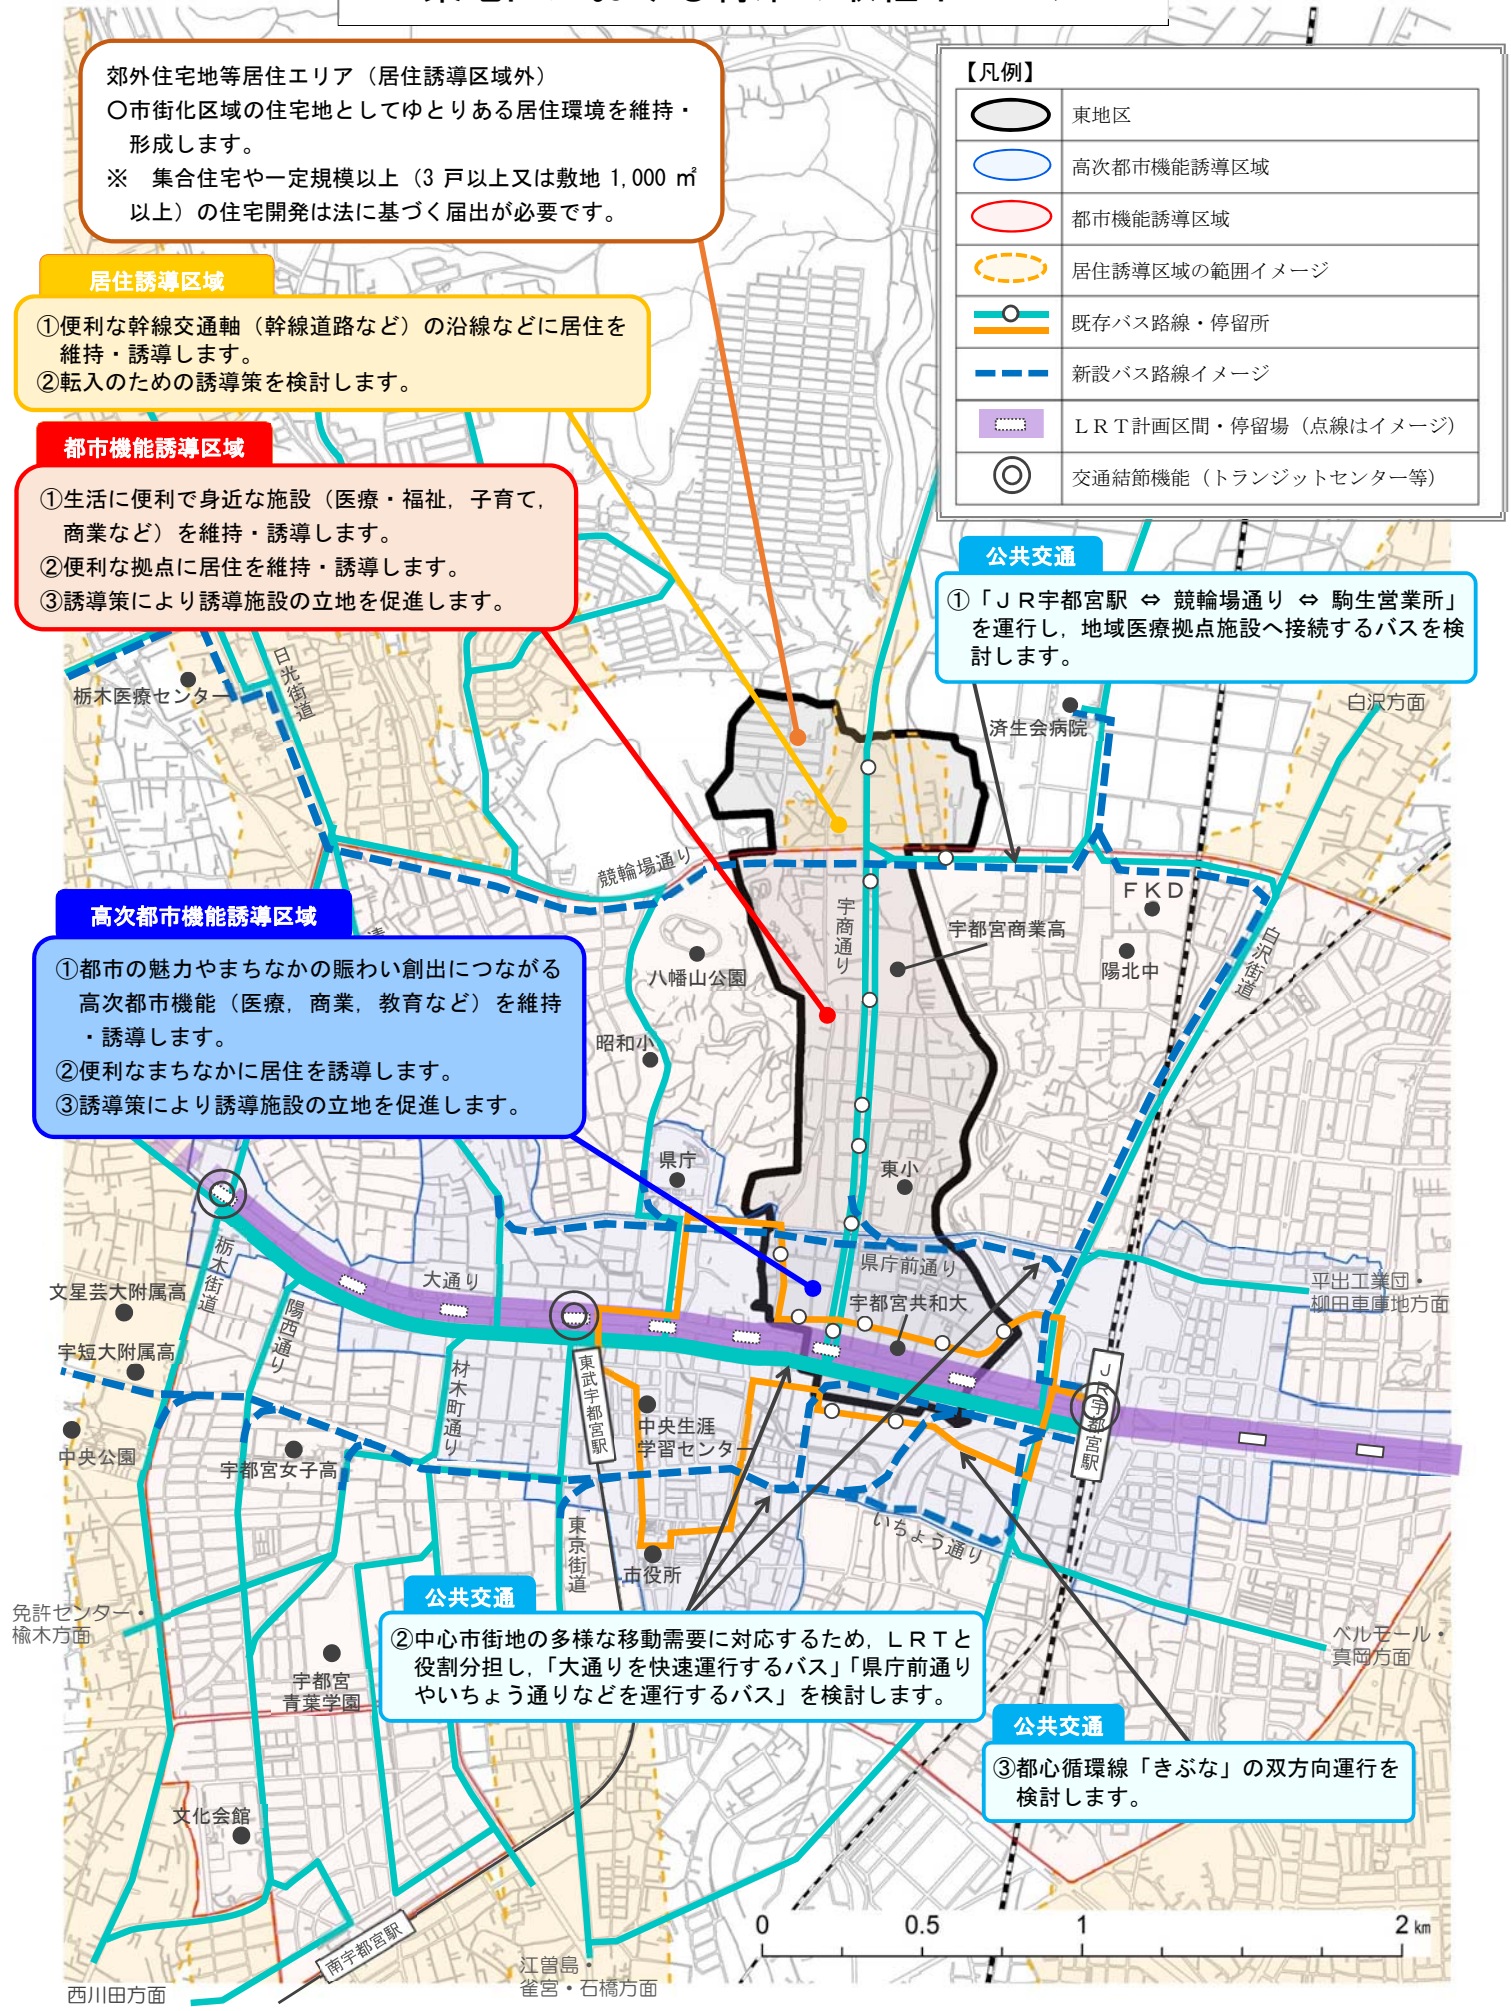 郊外住宅地等居住エリア（居住誘導区域外）
〇市街化区域の住宅地としてゆとりある居住環境を維持・
形成します。
※　集合住宅や一定規模以上（3 戸以上又は敷地 1,000 ㎡
以上）の住宅開発は法に基づく届出が必要です。
【凡例】
東地区
高次都市機能誘導区域
都市機能誘導区域
居住誘導区域の範囲イメージ
既存バス路線・停留所
新設バス路線イメージ
ＬＲＴ計画区間・停留場（点線はイメージ）
交通結節機能（トランジットセンター等）
居住誘導区域
①便利な幹線交通軸（幹線道路など）の沿線などに居住を
維持・誘導します。
②転入のための誘導策を検討します。
都市機能誘導区域
①生活に便利で身近な施設（医療・福祉，子育て，
商業など）を維持・誘導します。
②便利な拠点に居住を維持・誘導します。
③誘導策により誘導施設の立地を促進します。
公共交通
①「ＪＲ宇都宮駅 ⇔ 競輪場通り ⇔ 駒生営業所」
を運行し，地域医療拠点施設へ接続するバスを検
討します。
日光街道
栃木医療センター
済生会病院
白沢方面
競輪場通り
宇商通り
ＦＫＤ
宇都宮商業高
陽北中
白沢街道
八幡山公園
昭和小
高次都市機能誘導区域
①都市の魅力やまちなかの賑わい創出につながる
高次都市機能（医療，商業，教育など）を維持
・誘導します。
②便利なまちなかに居住を誘導します。
③誘導策により誘導施設の立地を促進します。
県庁
東小
栃木街道
大通り
県庁前通り
文星芸大附属高
陽西通り
宇都宮共和大
平出工業団・
柳田車庫地方面
宇短大附属高
材木町通り
東武宇都宮駅
ＪＲ宇都宮駅
中央公園
宇都宮女子高
中央生涯
学習センター
東京街道
いちょう通り
市役所
免許センター・
楡木方面
公共交通
②中心市街地の多様な移動需要に対応するため，ＬＲＴと
役割分担し，「大通りを快速運行するバス」「県庁前通り
やいちょう通りなどを運行するバス」を検討します。
ベルモール・
真岡方面
宇都宮
青葉学園
公共交通
③都心循環線「きぶな」の双方向運行を
検討します。
文化会館
南宇都宮駅
0 0.5 1 2 km
江曽島・
雀宮・石橋方面
西川田方面